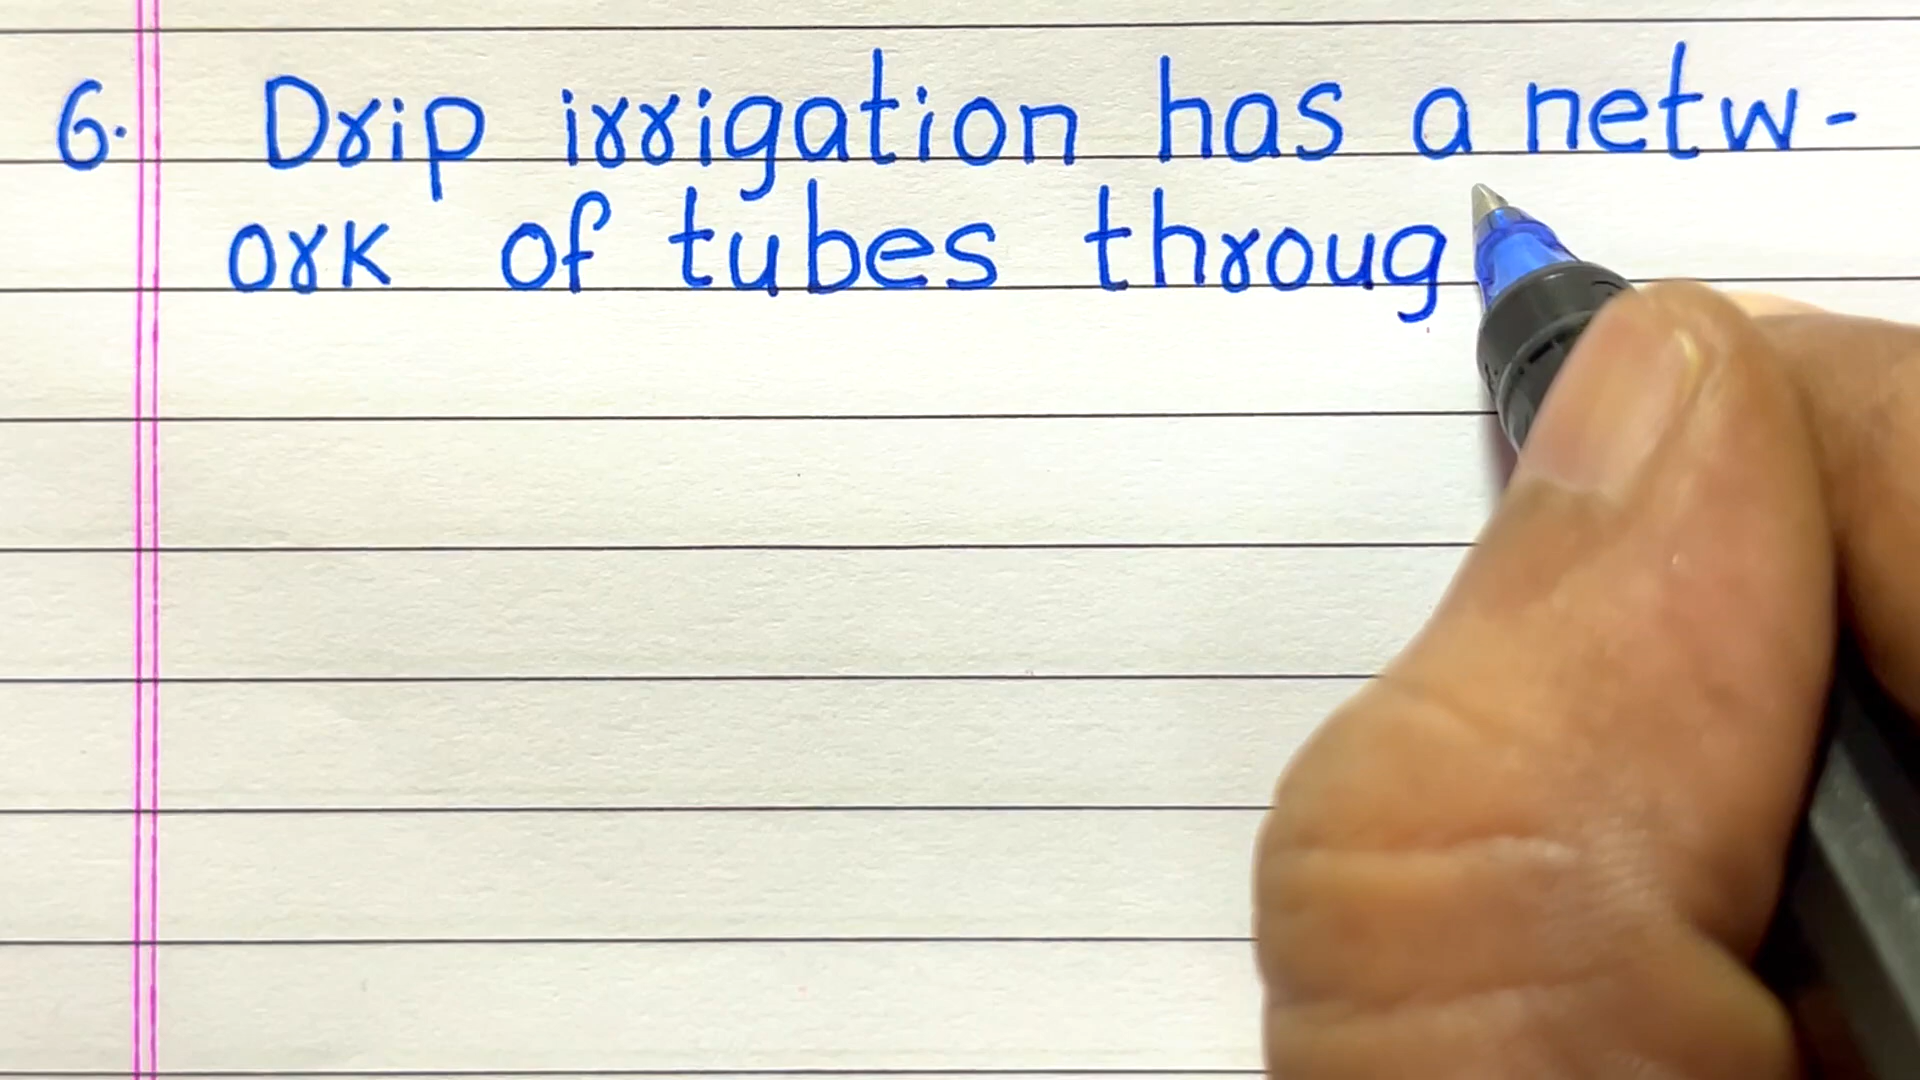 6. Drip irrigation has a netw-
ork of tubes throug